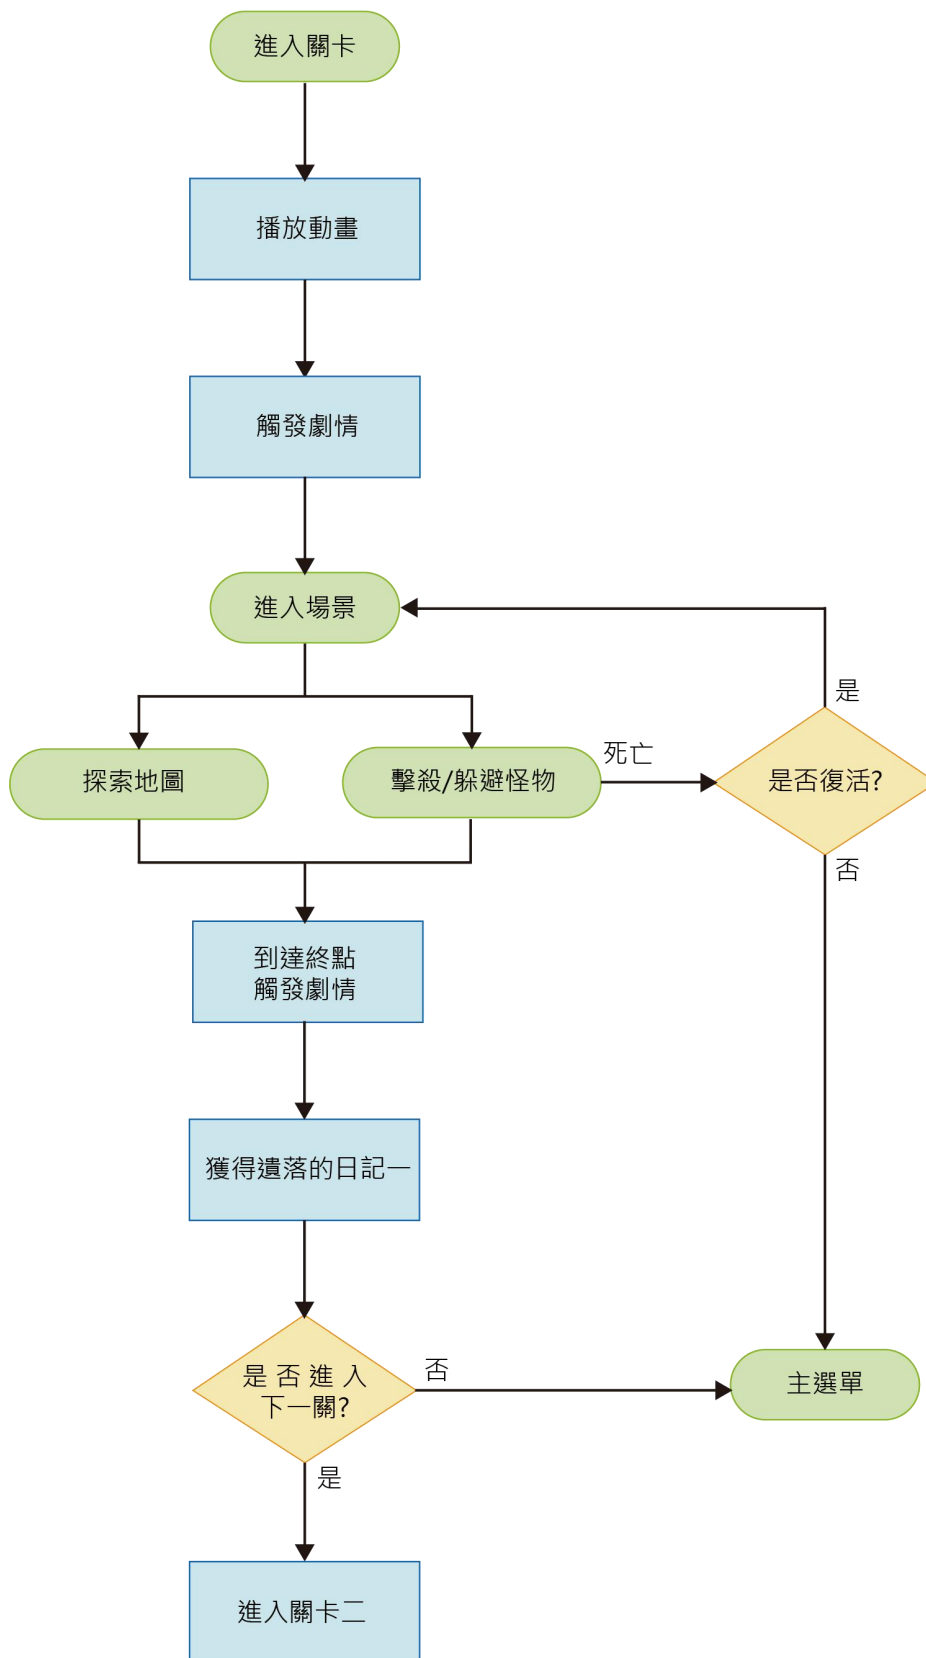 進入關卡
播放動畫
觸發劇情
進入場景
是
探索地圖
擊殺/躲避怪物
死亡
是否復活?
否
到達終點
觸發劇情
獲得遺落的日記一
是否進入
下一關?
否
主選單
是
進入關卡二